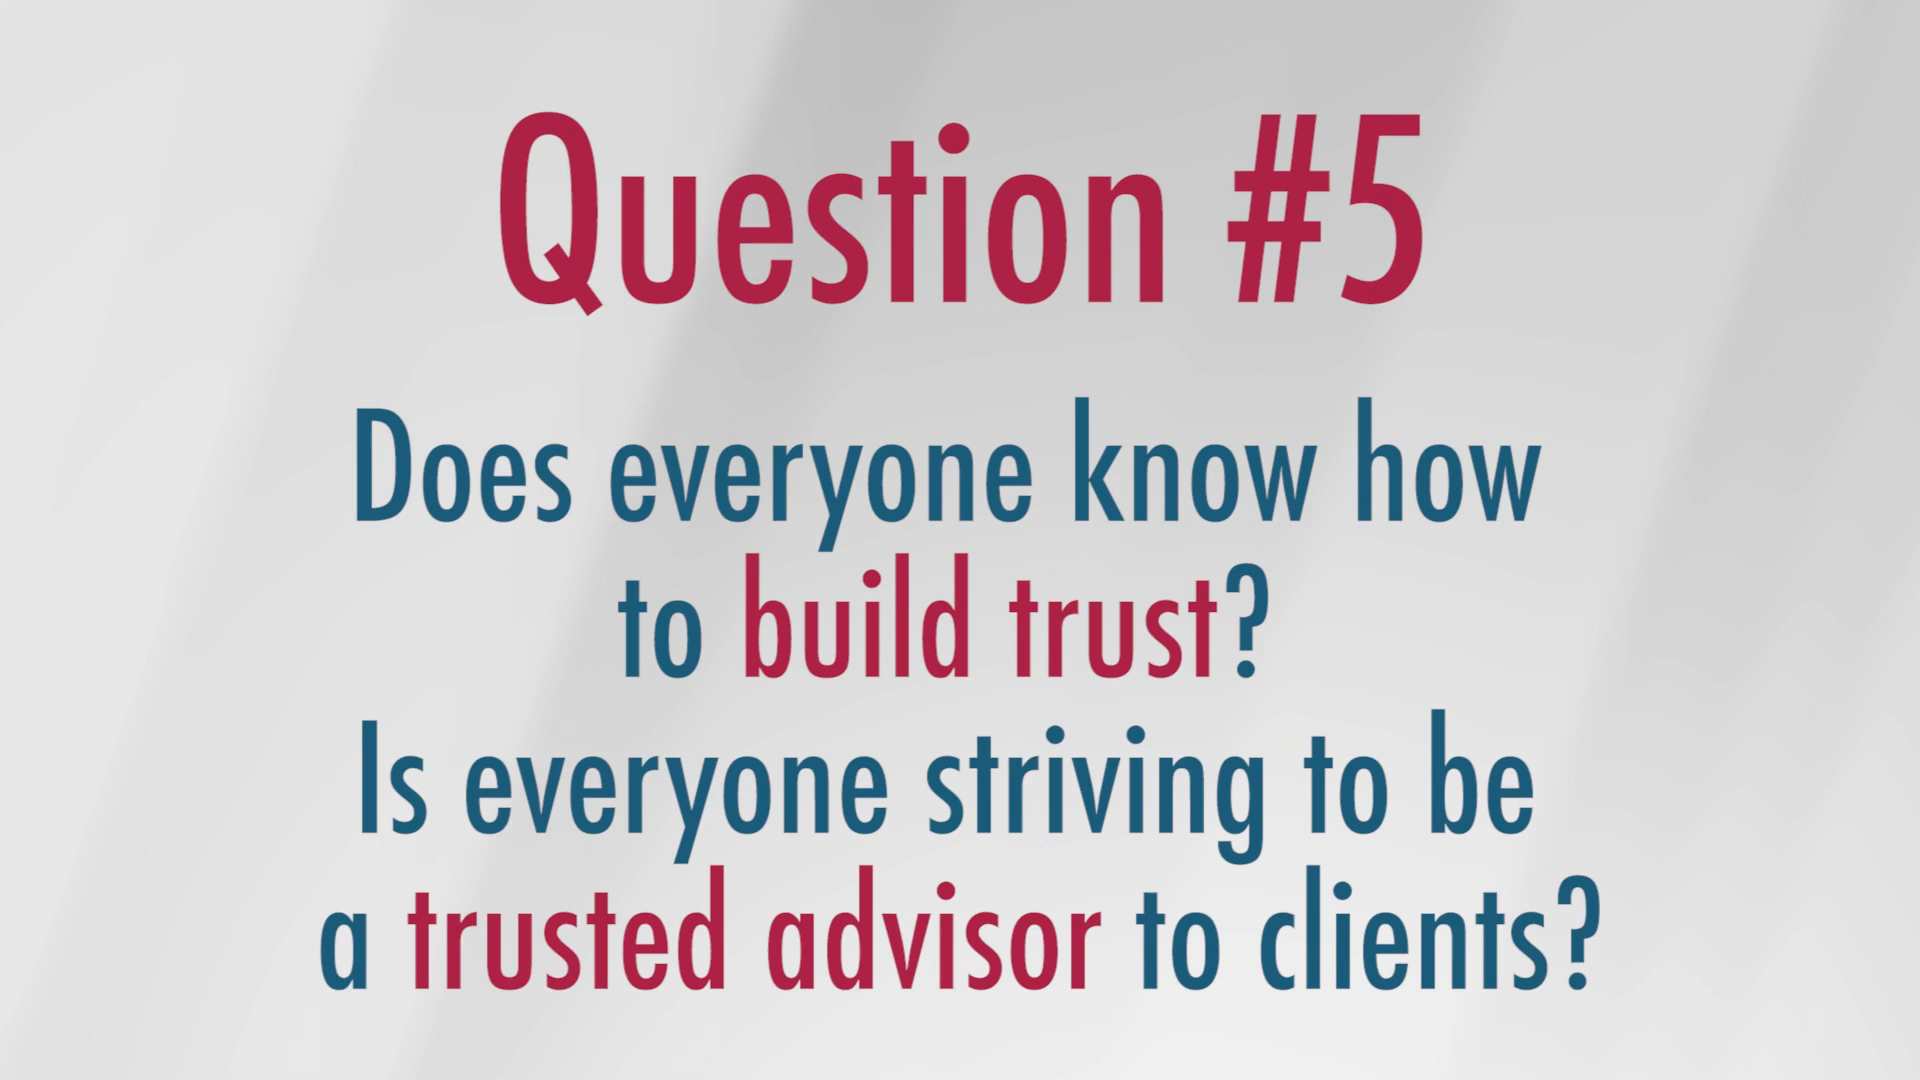 Question #5
Does everyone know how
to build trust?
Is everyone striving to be
a trusted advisor to clients?